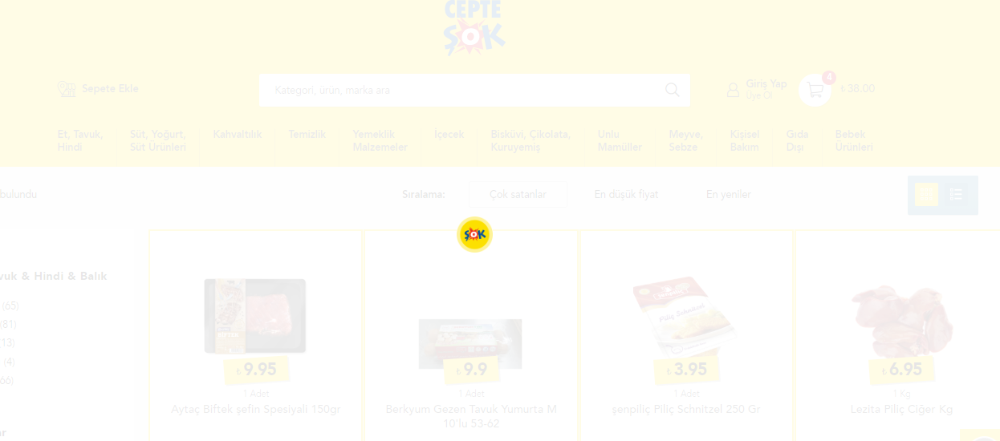 CEPTE
ŞOK
Sepete Ekle
Kategori, ürün, marka ara
Giriş Yap
Üye Ol
4
₺ 38.00
Et, Tavuk,
Hindi
Süt, Yoğurt,
Süt Ürünleri
Kahvaltılık
Temizlik
Yemeklik
Malzemeler
İçecek
Bisküvi, Çikolata,
Kuruyemiş
Unlu
Mamüller
Meyve,
Sebze
Kişisel
Bakım
Gıda
Dışı
Bebek
Ürünleri
bulundu
Sıralama:
Çok satanlar
En düşük fiyat
En yeniler
ŞOK
vuk & Hindi & Balık
(65)
(81)
(13)
(4)
66)
ar
₺ 9.95
1 Adet
Aytaç Biftek şefin Spesiyali 150gr
₺ 9.9
1 Adet
Berkyum Gezen Tavuk Yumurta M
10'lu 53-62
Piliç Schnitzel
₺ 3.95
1 Adet
şenpiliç Piliç Schnitzel 250 Gr
₺ 6.95
1 Kg
Lezita Piliç Ciğer Kg